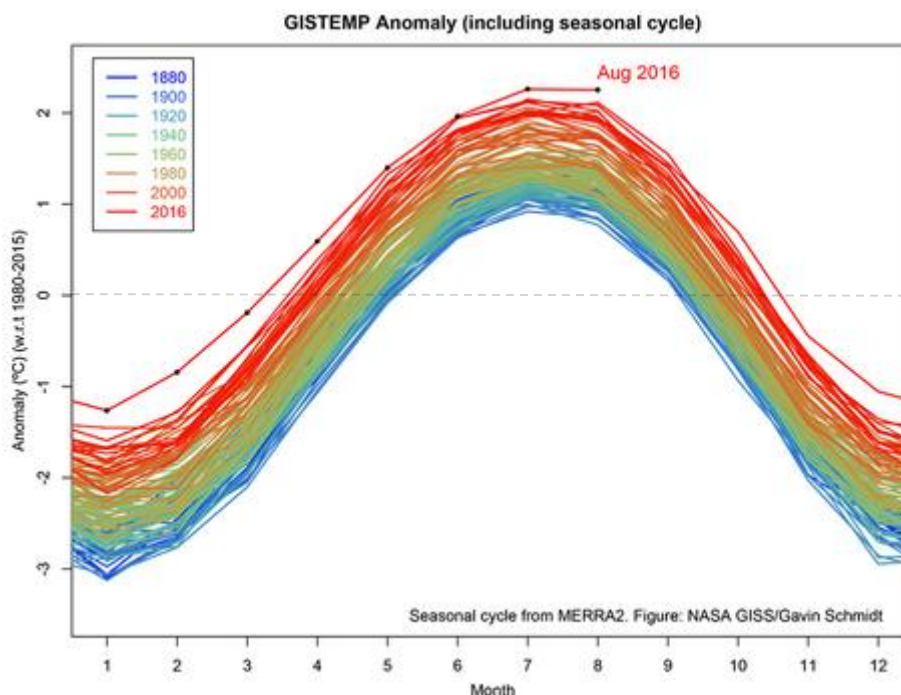 GISTEMP Anomaly (including seasonal cycle)
Aug 2016
1880
1900
1920
1940
1960
1980
2000
2016
2
1
0
-1
-2
-3
Anomaly (ºC) (w.r.t 1980-2015)
Seasonal cycle from MERRA2. Figure: NASA GISS/Gavin Schmidt
1 2 3 4 5 6 7 8 9 10 11 12
Month